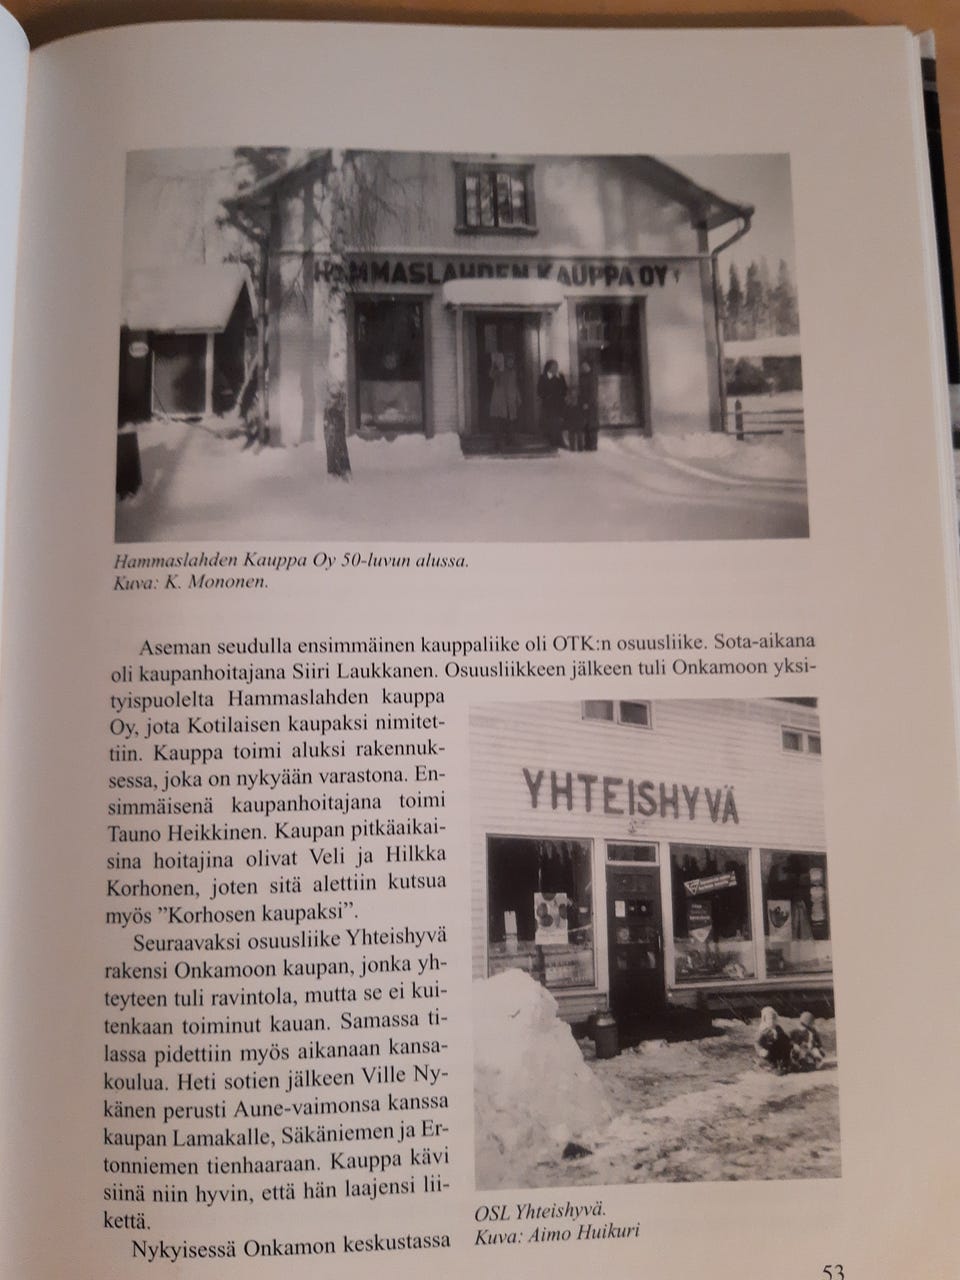 HAMMASLAHDEN KAUPPA OY
Hammaslahden Kauppa Oy 50-luvun alussa.
Kuva: K. Mononen.
Aseman seudulla ensimmäinen kauppaliike oli OTK:n osuusliike. Sota-aikana
oli kaupanhoitajana Siiri Laukkanen. Osuusliikkeen jälkeen tuli Onkamoon yksi-
tyispuolelta Hammaslahden kauppa
Oy, jota Kotilaisen kaupaksi nimitet-
tiin. Kauppa toimi aluksi rakennuk-
sessa, joka on nykyään varastona. En-
simmäisenä kaupanhoitajana toimi
Tauno Heikkinen. Kaupan pitkäaikai-
sina hoitajina olivat Veli ja Hilkka
Korhonen, joten sitä alettiin kutsua
myös ”Korhosen kaupaksi”.
Seuraavaksi osuusliike Yhteishyvä
rakensi Onkamoon kaupan, jonka yh-
teyteen tuli ravintola, mutta se ei kui-
tenkaan toiminut kauan. Samassa ti-
lassa pidettiin myös aikanaan kansa-
koulua. Heti sotien jälkeen Ville Ny-
känen perusti Aune-vaimonsa kanssa
kaupan Lamakalle, Säkäniemen ja Er-
tonniemen tienhaaraan. Kauppa kävi
siinä niin hyvin, että hän laajensi lii-
kettä.
Nykyisessä Onkamon keskustassa
YHTEISHYVÄ
OSL Yhteishyvä.
Kuva: Aimo Huikuri
53